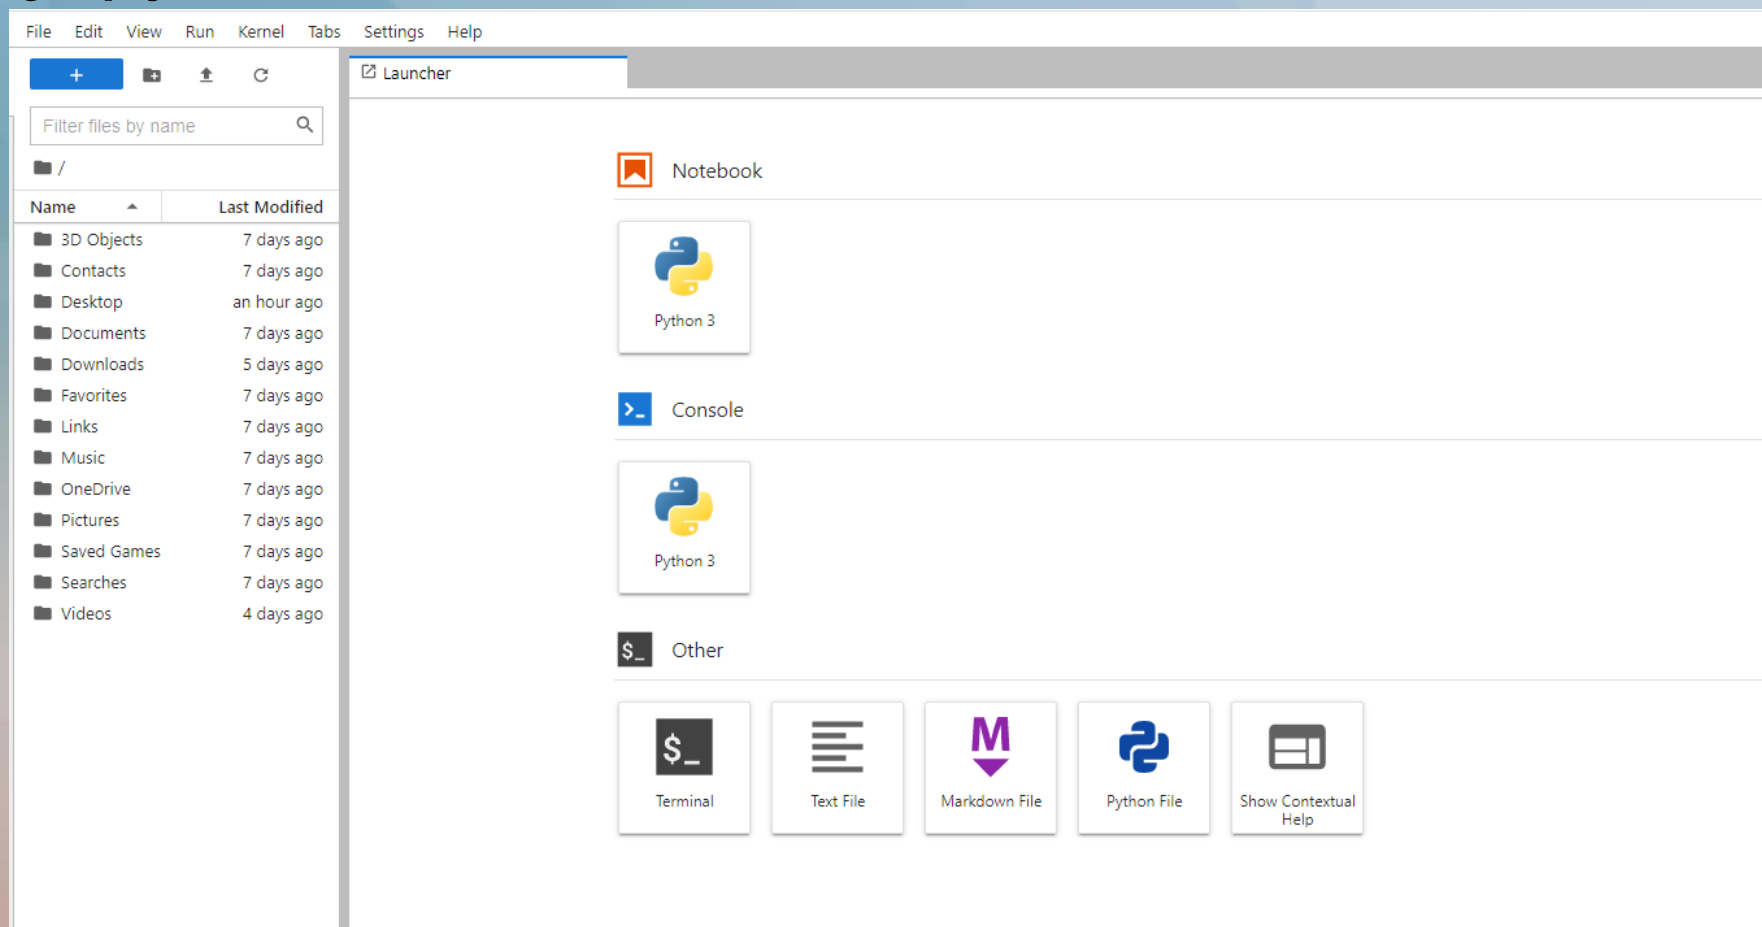 File Edit View Run Kernel Tabs Settings Help
+
Launcher
Filter files by name
/
Name Last Modified
3D Objects 7 days ago
Contacts 7 days ago
Desktop an hour ago
Documents 7 days ago
Downloads 5 days ago
Favorites 7 days ago
Links 7 days ago
Music 7 days ago
OneDrive 7 days ago
Pictures 7 days ago
Saved Games 7 days ago
Searches 7 days ago
Videos 4 days ago
Notebook
Python 3
>_ Console
Python 3
$_ Other
$_
M
Terminal
Text File
Markdown File
Python File
Show Contextual
Help